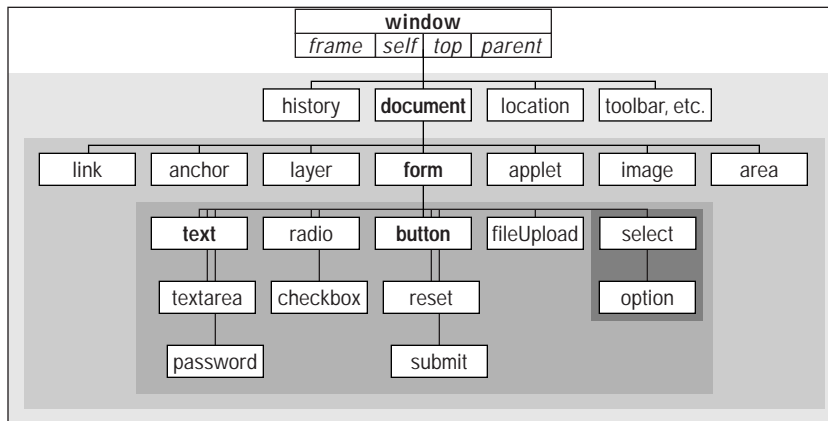 window
frame self top parent
history document location toolbar, etc.
link anchor layer form applet image area
text radio button fileUpload select
textarea checkbox reset option
password submit